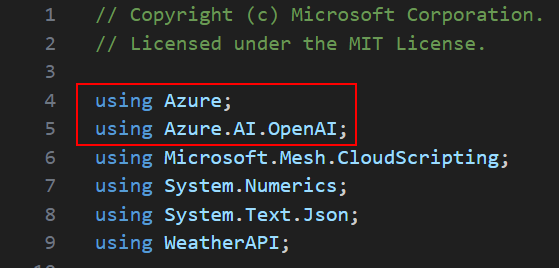 1 // Copyright (c) Microsoft Corporation.
2 // Licensed under the MIT License.
3
4 using Azure;
5 using Azure.AI.OpenAI;
6 using Microsoft.Mesh.CloudScripting;
7 using System.Numerics;
8 using System.Text.Json;
9 using WeatherAPI;